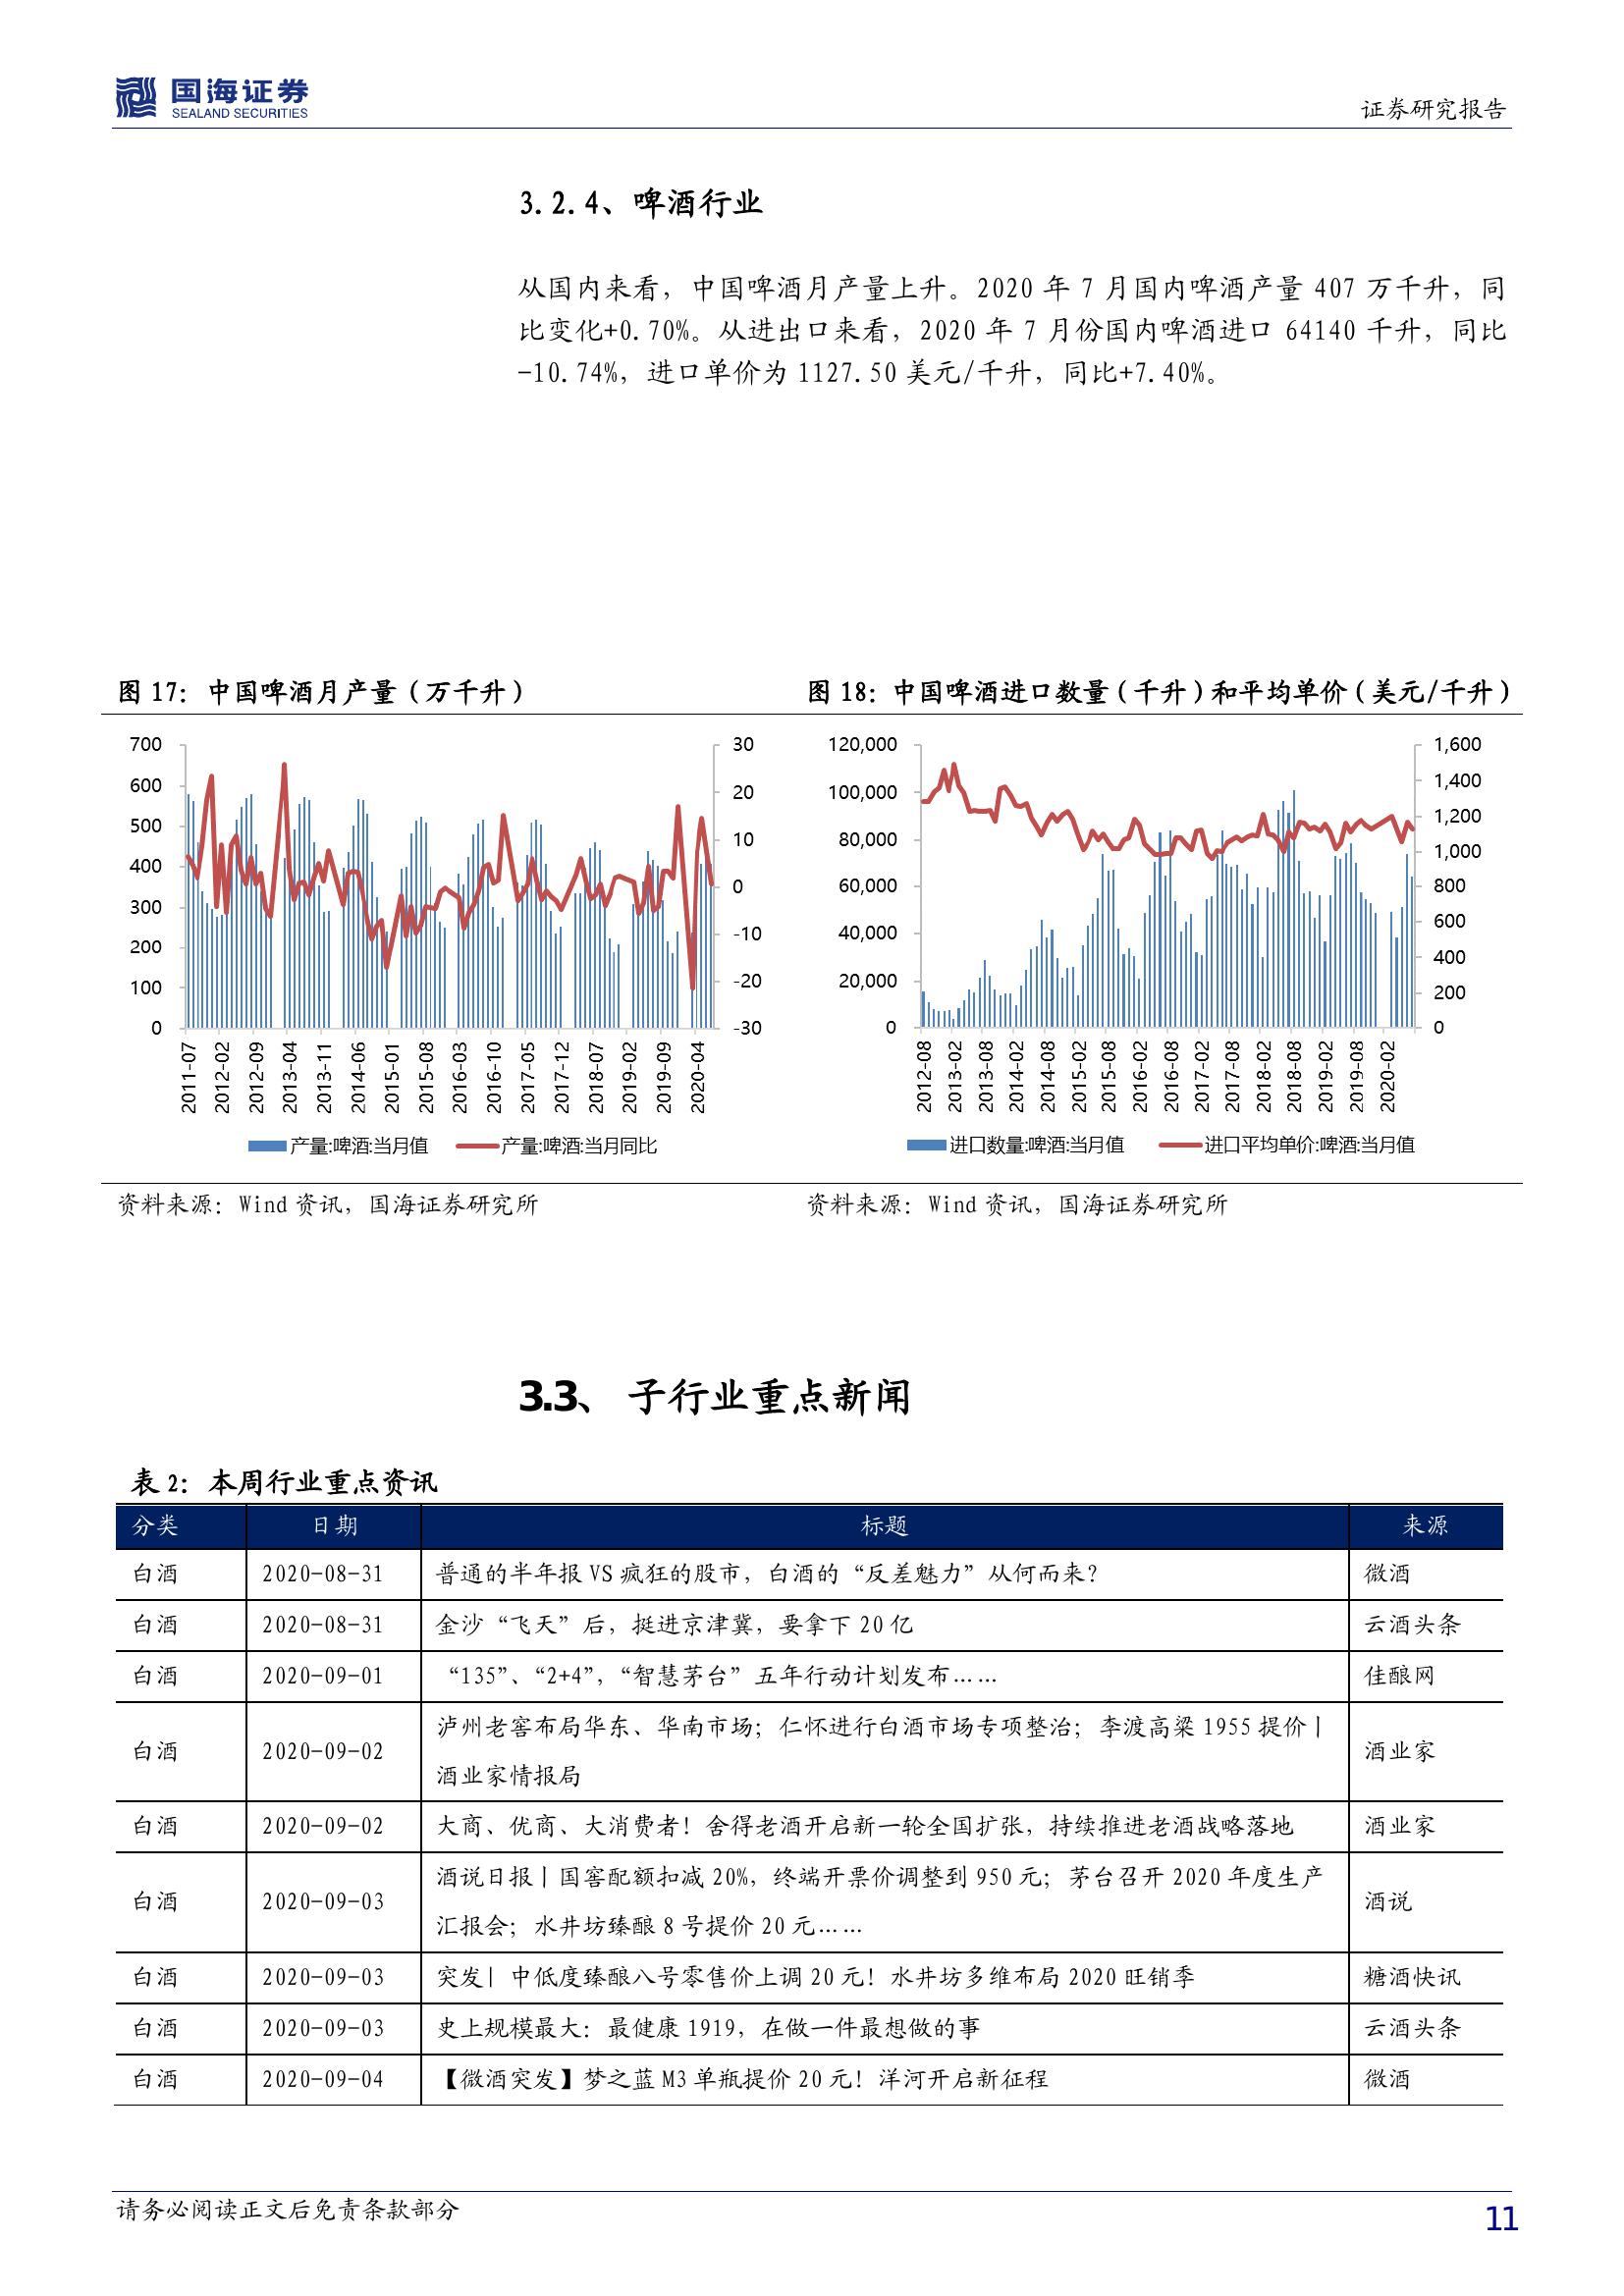 国海证券
SEALAND SECURITIES
证券研究报告
3.2.4、啤酒行业
从国内来看，中国啤酒月产量上升。2020 年 7 月国内啤酒产量 407 万千升，同
比变化+0.70%。从进出口来看，2020 年 7 月份国内啤酒进口 64140 千升，同比
-10.74%，进口单价为 1127.50 美元/千升，同比+7.40%。
图 17：中国啤酒月产量（万千升）
700
600
500
400
300
200
100
0
30
20
10
0
-10
-20
-30
2011-07
2012-02
2012-09
2013-04
2013-11
2014-06
2015-01
2015-08
2016-03
2016-10
2017-05
2017-12
2018-07
2019-02
2019-09
2020-04
产量:啤酒:当月值 产量:啤酒:当月同比
资料来源：Wind 资讯，国海证券研究所
图 18：中国啤酒进口数量（千升）和平均单价（美元/千升）
120,000
100,000
80,000
60,000
40,000
20,000
0
1,600
1,400
1,200
1,000
800
600
400
200
0
2012-08
2013-02
2013-08
2014-02
2014-08
2015-02
2015-08
2016-02
2016-08
2017-02
2017-08
2018-02
2018-08
2019-02
2019-08
2020-02
进口数量:啤酒:当月值 进口平均单价:啤酒:当月值
资料来源：Wind 资讯，国海证券研究所
3.3、 子行业重点新闻
表 2：本周行业重点资讯
分类 日期 标题 来源
白酒 2020-08-31 普通的半年报 VS 疯狂的股市，白酒的“反差魅力”从何而来？ 微酒
白酒 2020-08-31 金沙“飞天”后，挺进京津冀，要拿下 20 亿 云酒头条
白酒 2020-09-01 “135”、“2+4”，“智慧茅台”五年行动计划发布…… 佳酿网
白酒 2020-09-02 泸州老窖布局华东、华南市场；仁怀进行白酒市场专项整治；李渡高粱 1955 提价丨
酒业家情报局 酒业家
白酒 2020-09-02 大商、优商、大消费者！舍得老酒开启新一轮全国扩张，持续推进老酒战略落地 酒业家
白酒 2020-09-03 酒说日报丨国窖配额扣减 20%，终端开票价调整到 950 元；茅台召开 2020 年度生产
汇报会；水井坊臻酿 8 号提价 20 元…… 酒说
白酒 2020-09-03 突发| 中低度臻酿八号零售价上调 20 元！水井坊多维布局 2020 旺销季 糖酒快讯
白酒 2020-09-03 史上规模最大：最健康 1919，在做一件最想做的事 云酒头条
白酒 2020-09-04 【微酒突发】梦之蓝 M3 单瓶提价 20 元！洋河开启新征程 微酒
请务必阅读正文后免责条款部分
11